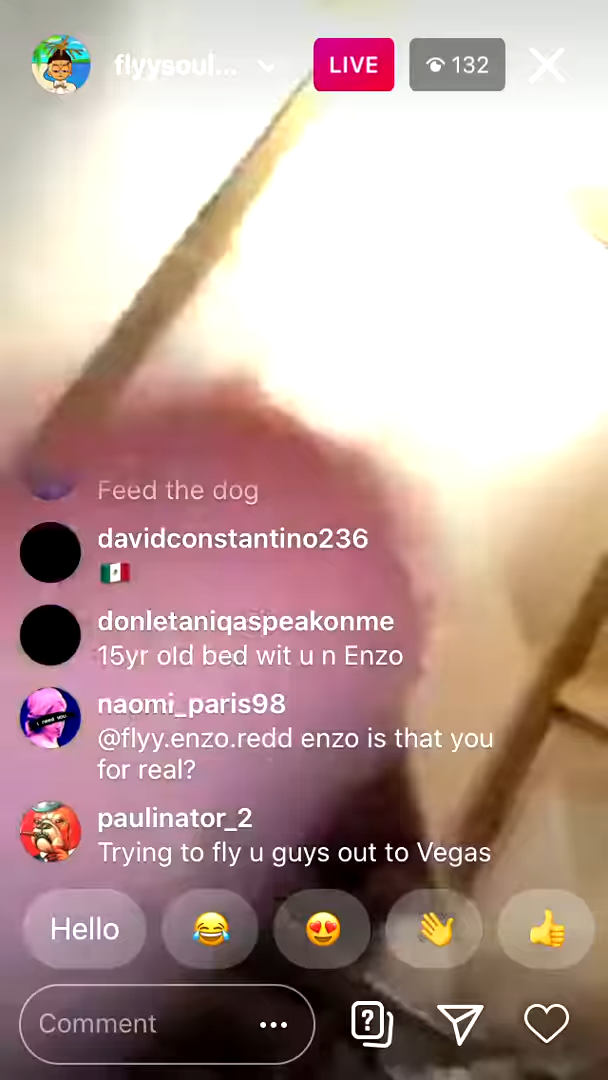 flyysoul...
LIVE
132
Feed the dog
davidconstantino236
🇲🇽
donletaniqaspeakonme
15yr old bed wit u n Enzo
naomi_paris98
@flyy.enzo.redd enzo is that you
for real?
paulinator_2
Trying to fly u guys out to Vegas
Hello
😂
😍
👋
👍
Comment